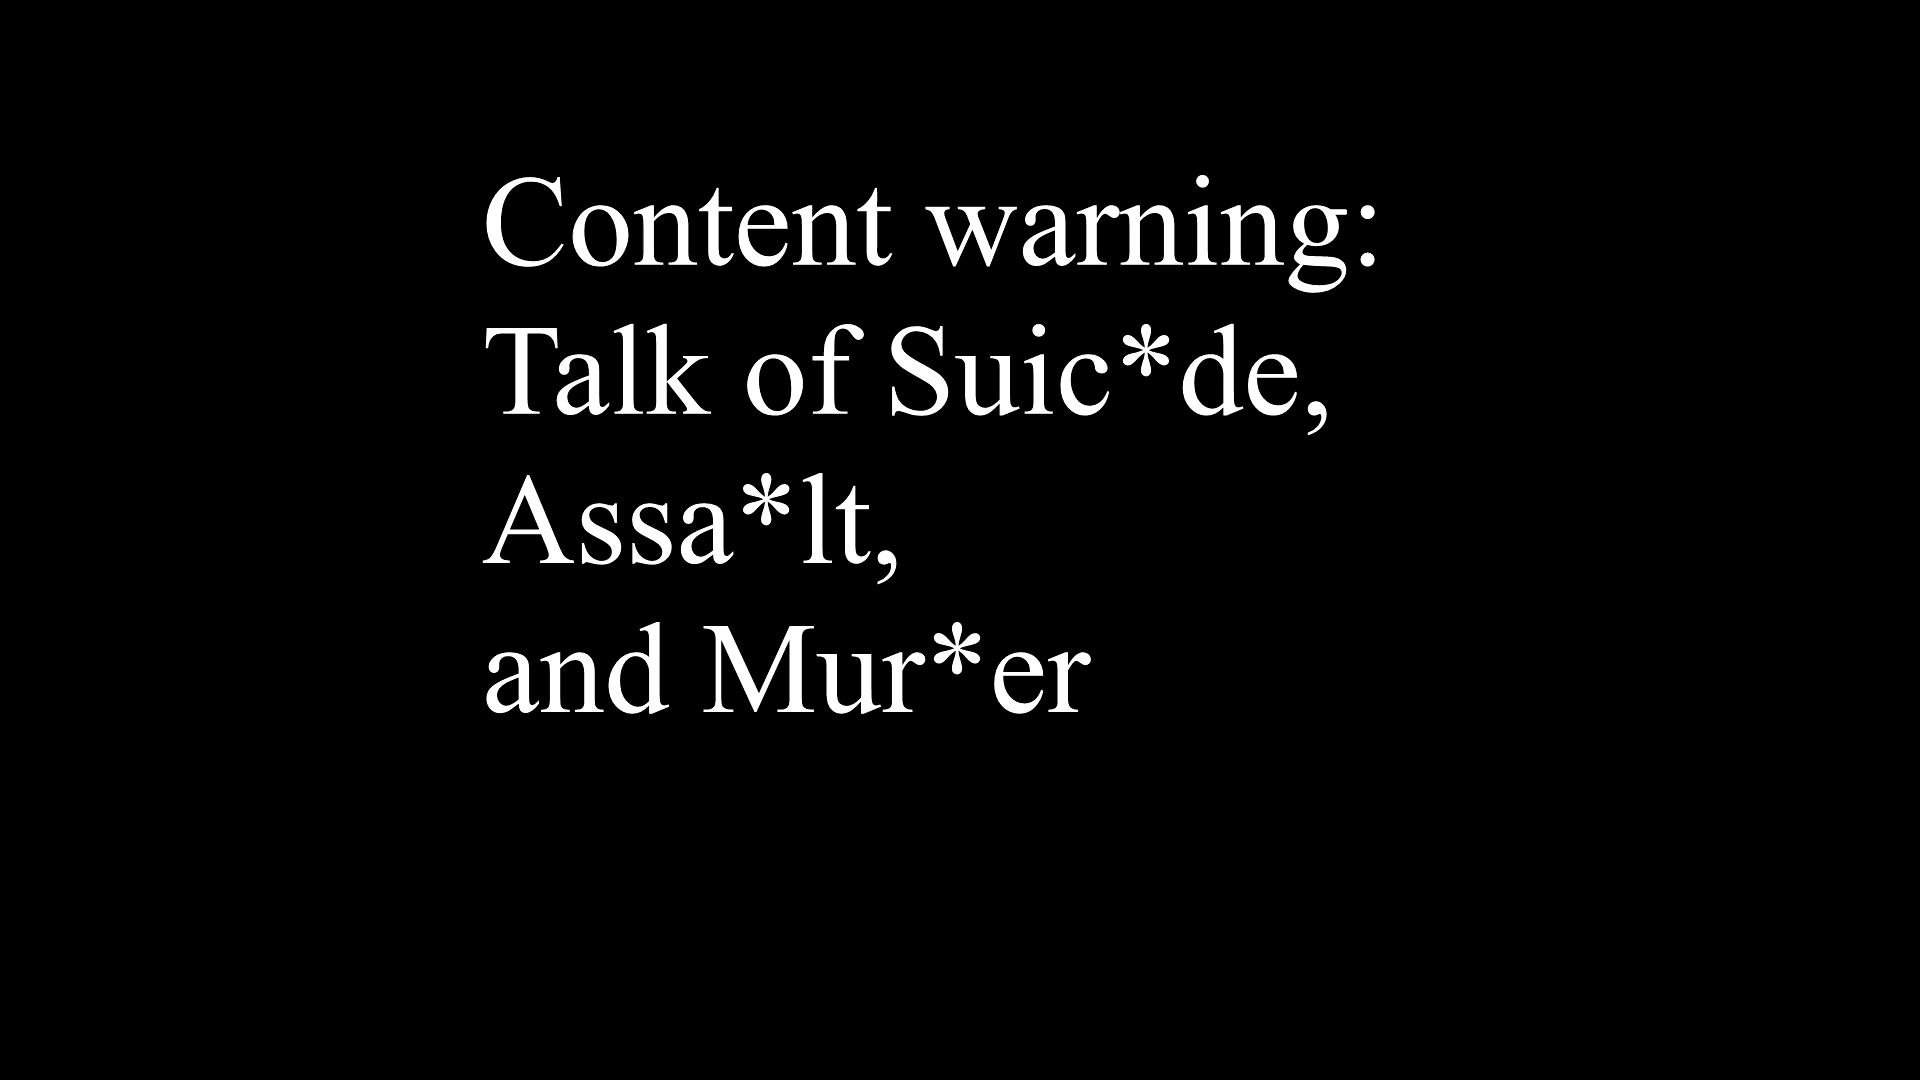 Content warning:
Talk of Suic*de,
Assa*lt,
and Mur*er